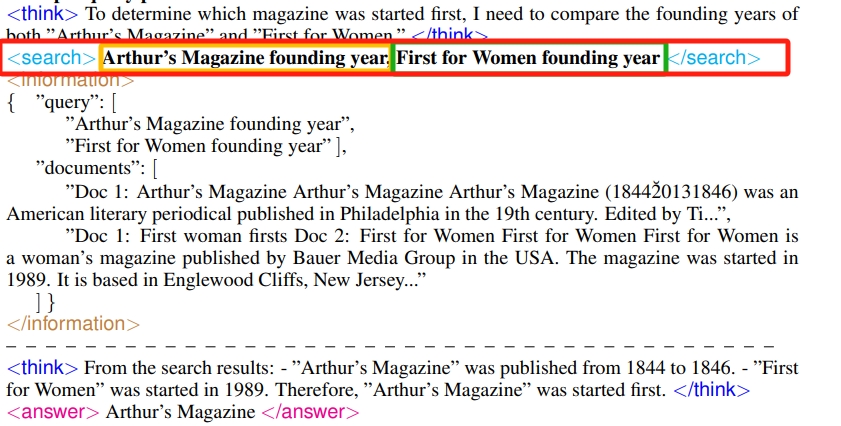 <think> To determine which magazine was started first, I need to compare the founding years of
both ”Arthur’s Magazine” and ”First for Women.” </think>
<search> Arthur’s Magazine founding year, First for Women founding year </search>
<information>
{ ”query”: [
”Arthur’s Magazine founding year”,
”First for Women founding year” ],
”documents”: [
”Doc 1: Arthur’s Magazine Arthur’s Magazine Arthur’s Magazine (1844Ž0131846) was an
American literary periodical published in Philadelphia in the 19th century. Edited by Ti...”,
”Doc 1: First woman firsts Doc 2: First for Women First for Women First for Women is
a woman’s magazine published by Bauer Media Group in the USA. The magazine was started in
1989. It is based in Englewood Cliffs, New Jersey...”
] }
</information>
<think> From the search results: - ”Arthur’s Magazine” was published from 1844 to 1846. - ”First
for Women” was started in 1989. Therefore, ”Arthur’s Magazine” was started first. </think>
<answer> Arthur’s Magazine </answer>